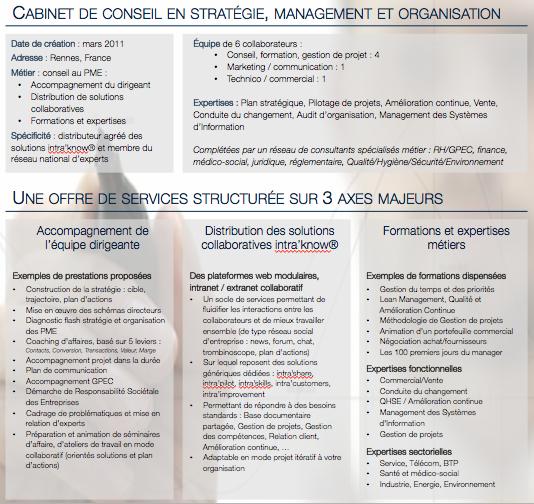 CABINET DE CONSEIL EN STRATÉGIE, MANAGEMENT ET ORGANISATION
Date de création : mars 2011
Adresse : Rennes, France
Métier : conseil au PME :
• Accompagnement du dirigeant
• Distribution de solutions
collaboratives
• Formations et expertises
Spécificité : distributeur agréé des
solutions intra'know® et membre du
réseau national d'experts
Équipe de 6 collaborateurs :
• Conseil, formation, gestion de projet : 4
• Marketing / communication : 1
• Technico / commercial : 1
Expertises : Plan stratégique, Pilotage de projets, Amélioration continue, Vente,
Conduite du changement, Audit d'organisation, Management des Systèmes
d'Information
Complétées par un réseau de consultants spécialisés métier : RH/GPEC, finance,
médico-social, juridique, réglementaire, Qualité/Hygiène/Sécurité/Environnement
UNE OFFRE DE SERVICES STRUCTURÉE SUR 3 AXES MAJEURS
Accompagnement de
l'équipe dirigeante
Exemples de prestations proposées
• Construction de la stratégie : cible,
trajectoire, plan d'actions
• Mise en œuvre des schémas directeurs
• Diagnostic flash stratégie et organisation
des PME
• Coaching d'affaires, basé sur 5 leviers :
Contacts, Conversion, Transactions, Valeur, Marge
• Accompagnement projet dans la durée
• Plan de communication
• Accompagnement GPEC
• Démarche de Responsabilité Sociétale
des Entreprises
• Cadrage de problématiques et mise en
relation d'experts
• Préparation et animation de séminaires
d'affaire, d'ateliers de travail en mode
collaboratif (orientés solutions et plan
d'actions)
Distribution des solutions
collaboratives intra'know®
Des plateformes web modulaires,
intranet / extranet collaboratif
• Un socle de services permettant de
fluidifier les interactions entre les
collaborateurs et de mieux travailler
ensemble (de type réseau social
d'entreprise : news, forum, chat,
trombinoscope, plan d'actions)
• Sur lequel reposent des solutions
génériques dédiées : intra'share,
intra'pilot, intra'skills, intra'customers,
intra'improvement
• Permettant de répondre à des besoins
standards : Base documentaire
partagée, Gestion de projets, Gestion
des compétences, Relation client,
Amélioration continue, ...
• Adaptable en mode projet itératif à votre
organisation
Formations et expertises
métiers
Exemples de formations dispensées
• Gestion du temps et des priorités
• Lean Management, Qualité et
Amélioration Continue
• Méthodologie de Gestion de projets
• Animation d'un portefeuille commercial
• Négociation achat/fournisseurs
• Les 100 premiers jours du manager
Expertises fonctionnelles
• Commercial/Vente
• Conduite du changement
• QHSE / Amélioration continue
• Management des Systèmes
d'Information
• Gestion de projets
Expertises sectorielles
• Service, Télécom, BTP
• Santé et médico-social
• Industrie, Energie, Environnement